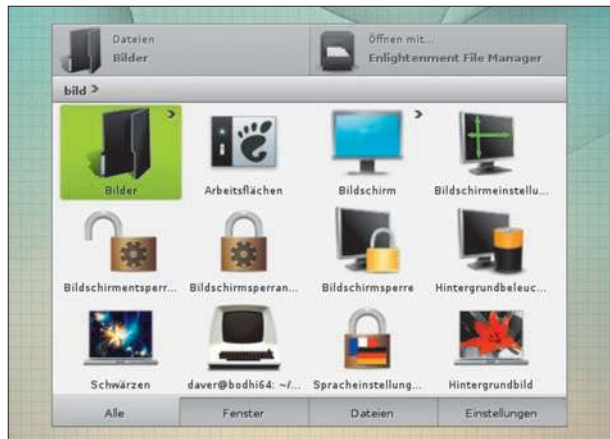 Dateien
Bilder
Öffnen mit...
Enlightenment File Manager
bild >
Bilder
Arbeitsflächen
Bildschirm
Bildschirmeinstellu...
Bildschirmentsperr...
Bildschirmsperran...
Bildschirmsperre
Hintergrundbeleuc...
Schwärzen
daver@bodhi64: ~/...
Spracheinstellung...
Hintergrundbild
Alle
Fenster
Dateien
Einstellungen